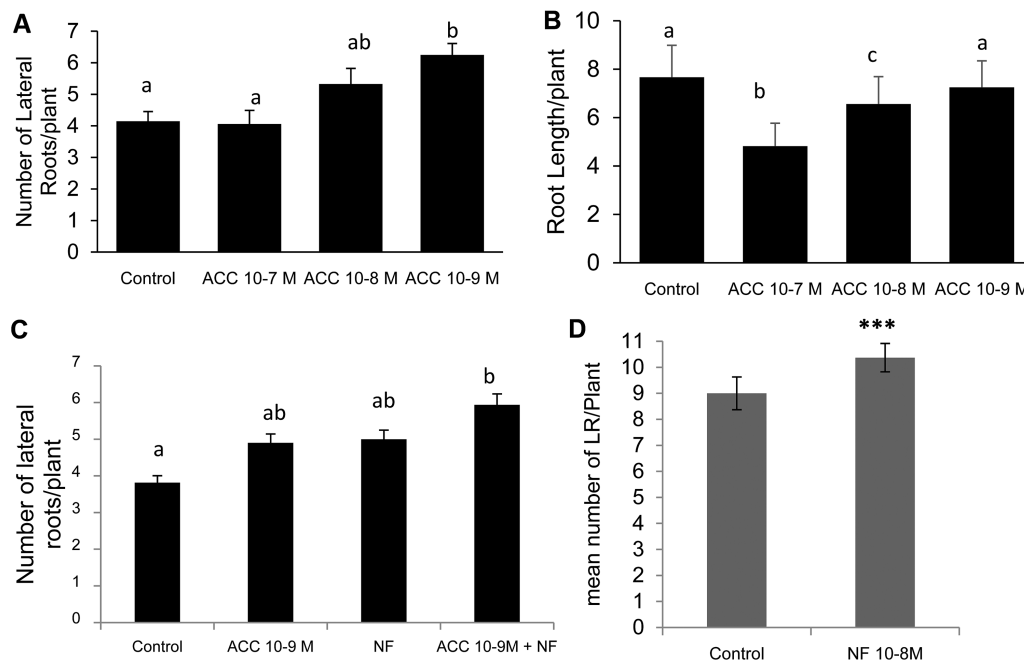 A
Number of Lateral
Roots/plant
7
6
5
4
3
2
1
0
a
a
ab
b
Control
ACC 10-7 M
ACC 10-8 M
ACC 10-9 M
B
Root Length/plant
10
8
6
4
2
0
a
b
c
a
Control
ACC 10-7 M
ACC 10-8 M
ACC 10-9 M
C
Number of lateral
roots/plant
7
6
5
4
3
2
1
0
a
ab
ab
b
Control
ACC 10-9 M
NF
ACC 10-9M + NF
D
mean number of LR/Plant
11
10
9
8
7
6
5
4
3
2
1
0
***
Control
NF 10-8M